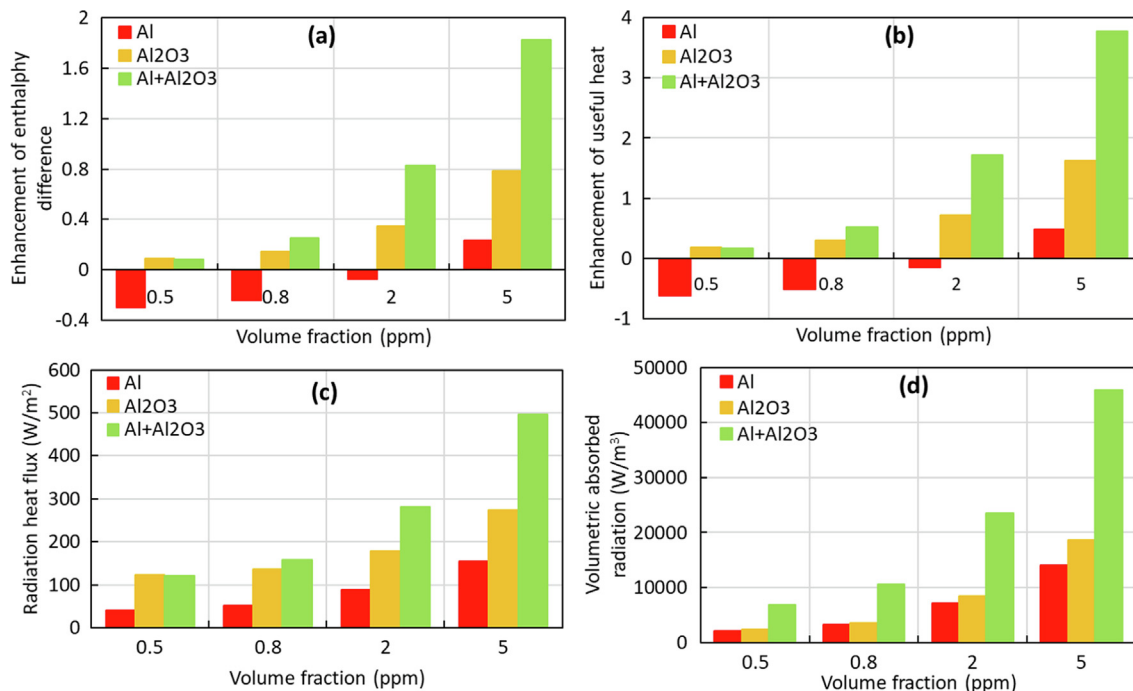 (a)
Al
Al2O3
Al+Al2O3
Enhancement of enthalphy
difference
2
1.6
1.2
0.8
0.4
0
-0.4
0.5
0.8
2
5
Volume fraction (ppm)
(b)
Al
Al2O3
Al+Al2O3
Enhancement of useful heat
4
3
2
1
0
-1
0.5
0.8
2
5
Volume fraction (ppm)
(c)
Al
Al2O3
Al+Al2O3
Radiation heat flux (W/m²)
600
500
400
300
200
100
0
0.5
0.8
2
5
Volume fraction (ppm)
(d)
Al
Al2O3
Al+Al2O3
Volumetric absorbed
radiation (W/m³)
50000
40000
30000
20000
10000
0
0.5
0.8
2
5
Volume fraction (ppm)